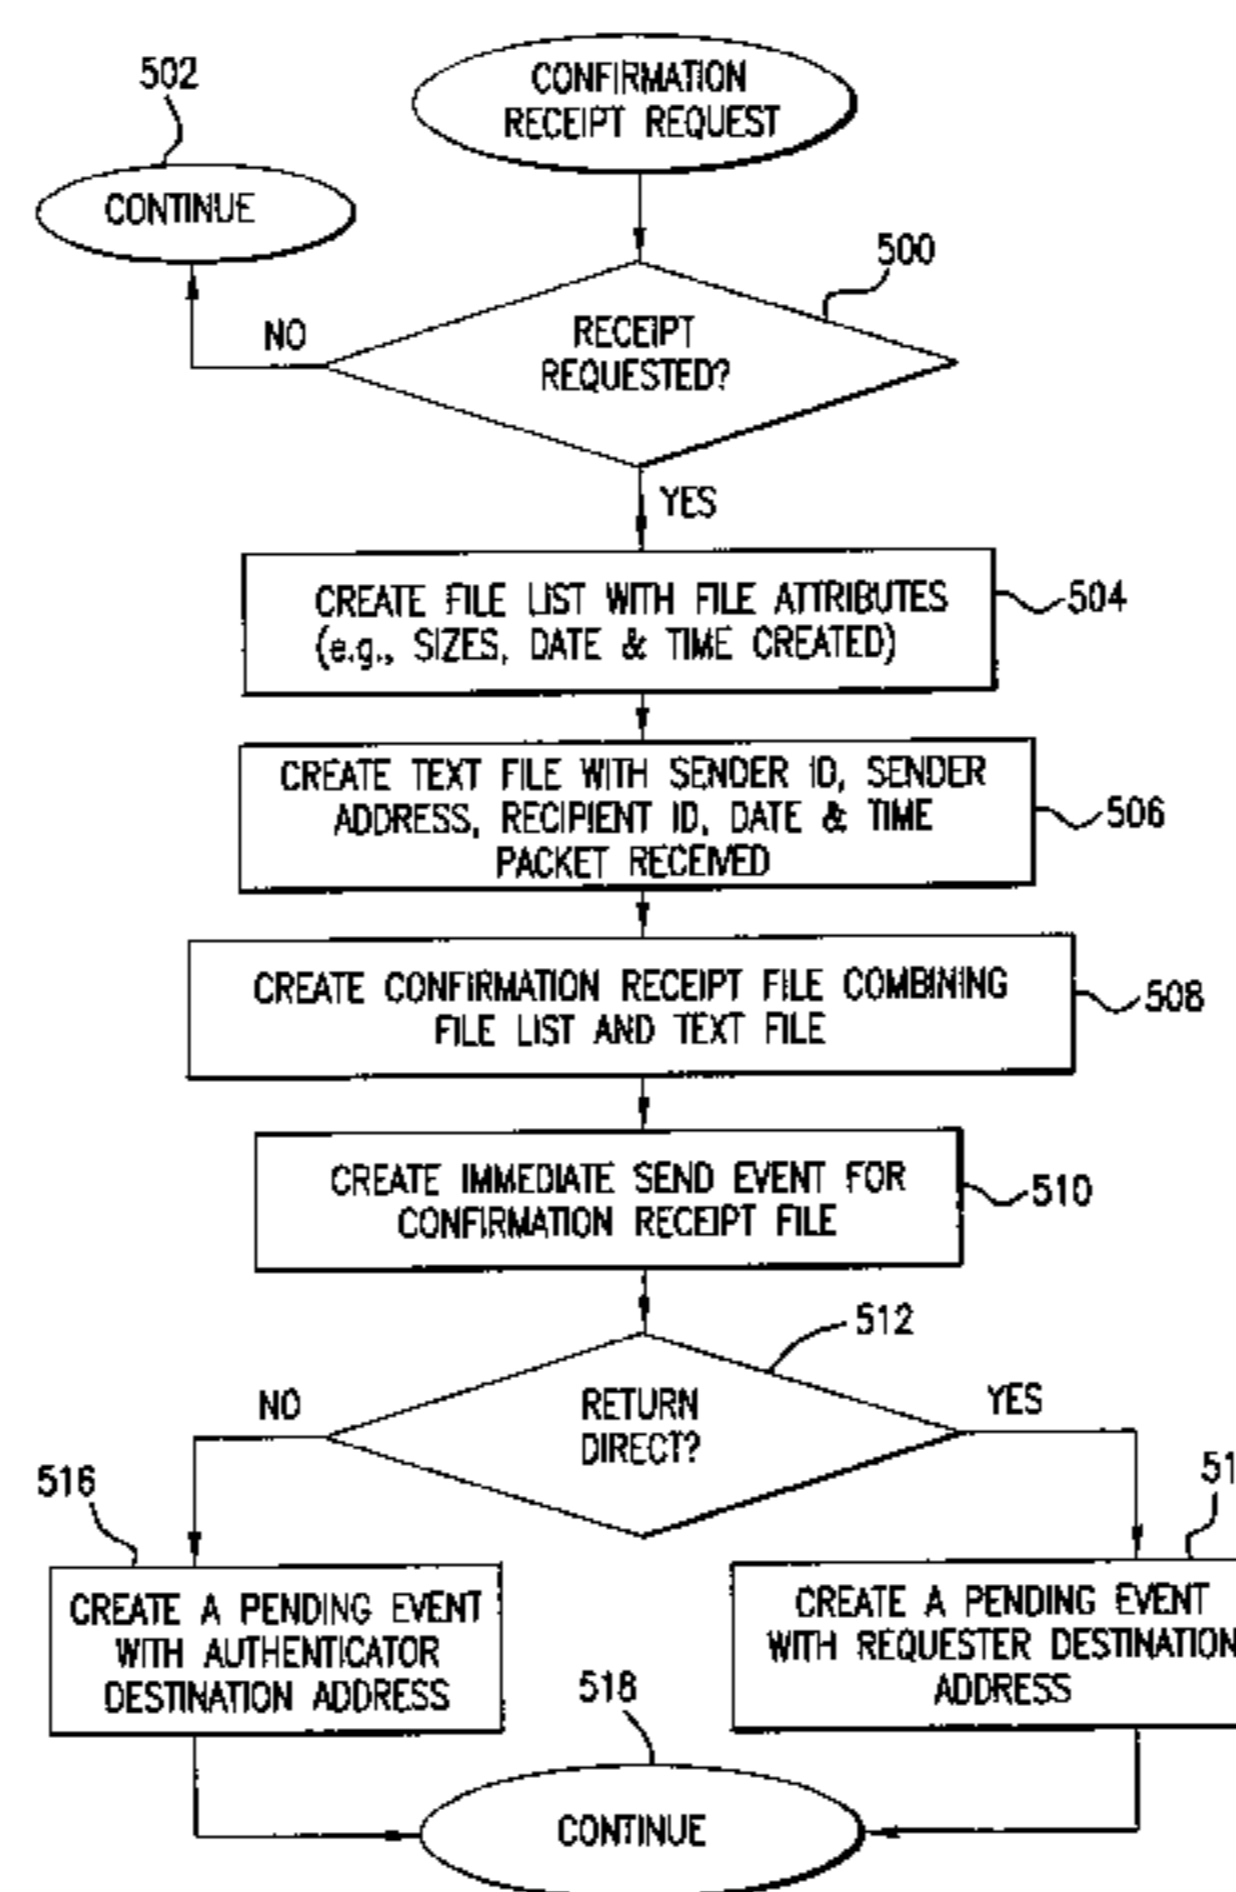 502
CONFIRMATION
RECEIPT REQUEST
CONTINUE
500
NO
RECEIPT
REQUESTED?
YES
CREATE FILE LIST WITH FILE ATTRIBUTES
(e.g., SIZES, DATE & TIME CREATED)
504
CREATE TEXT FILE WITH SENDER ID, SENDER
ADDRESS, RECIPIENT ID, DATE & TIME
PACKET RECEIVED
506
CREATE CONFIRMATION RECEIPT FILE COMBINING
FILE LIST AND TEXT FILE
508
CREATE IMMEDIATE SEND EVENT FOR
CONFIRMATION RECEIPT FILE
510
512
NO
RETURN
DIRECT?
YES
516
51
CREATE A PENDING EVENT
WITH AUTHENTICATOR
DESTINATION ADDRESS
CREATE A PENDING EVENT
WITH REQUESTER DESTINATION
ADDRESS
518
CONTINUE